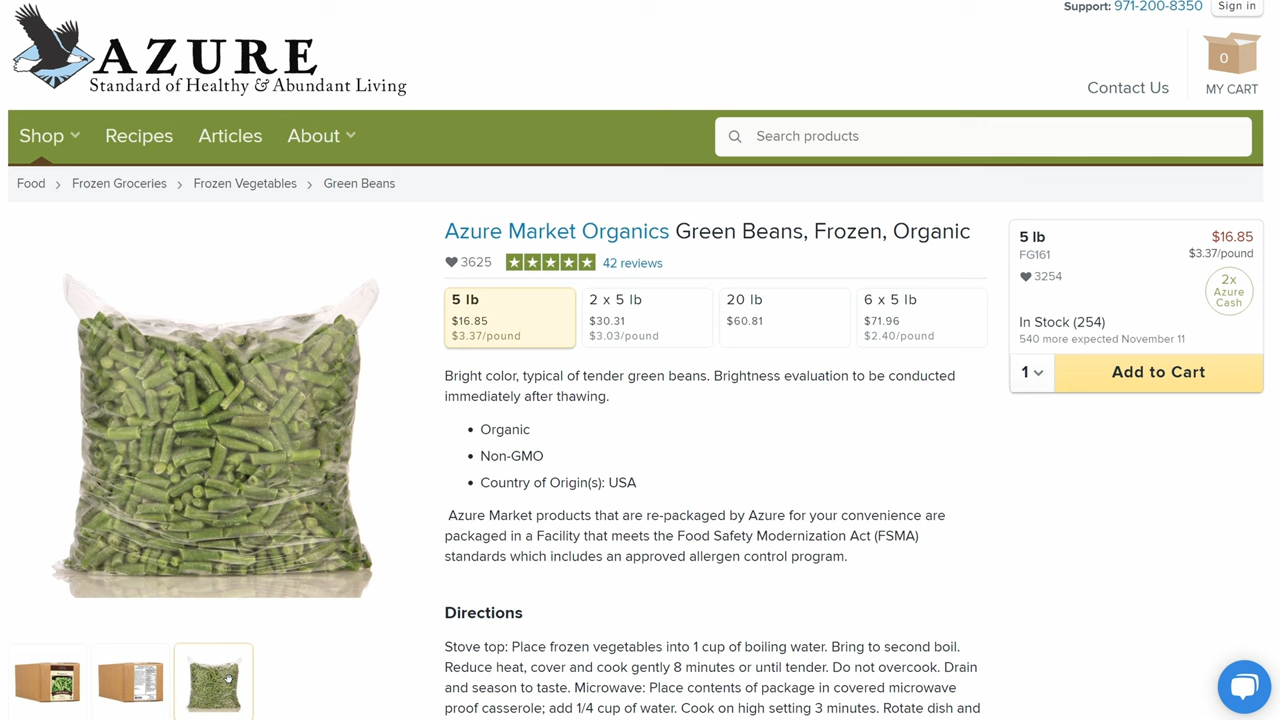 Support: 971-200-8350
Sign in
AZURE
Standard of Healthy & Abundant Living
Contact Us
0
MY CART
Shop
Recipes
Articles
About
Search products
Food > Frozen Groceries > Frozen Vegetables > Green Beans
Azure Market Organics Green Beans, Frozen, Organic
3625
42 reviews
5 lb
$16.85
$3.37/pound
2 x 5 lb
$30.31
$3.03/pound
20 lb
$60.81
6 x 5 lb
$71.96
$2.40/pound
Bright color, typical of tender green beans. Brightness evaluation to be conducted
immediately after thawing.
• Organic
• Non-GMO
• Country of Origin(s): USA
Azure Market products that are re-packaged by Azure for your convenience are
packaged in a Facility that meets the Food Safety Modernization Act (FSMA)
standards which includes an approved allergen control program.
Directions
Stove top: Place frozen vegetables into 1 cup of boiling water. Bring to second boil.
Reduce heat, cover and cook gently 8 minutes or until tender. Do not overcook. Drain
and season to taste. Microwave: Place contents of package in covered microwave
proof casserole; add 1/4 cup of water. Cook on high setting 3 minutes. Rotate dish and
5 lb
$16.85
FG161
$3.37/pound
3254
2x
Azure
Cash
In Stock (254)
540 more expected November 11
1
Add to Cart